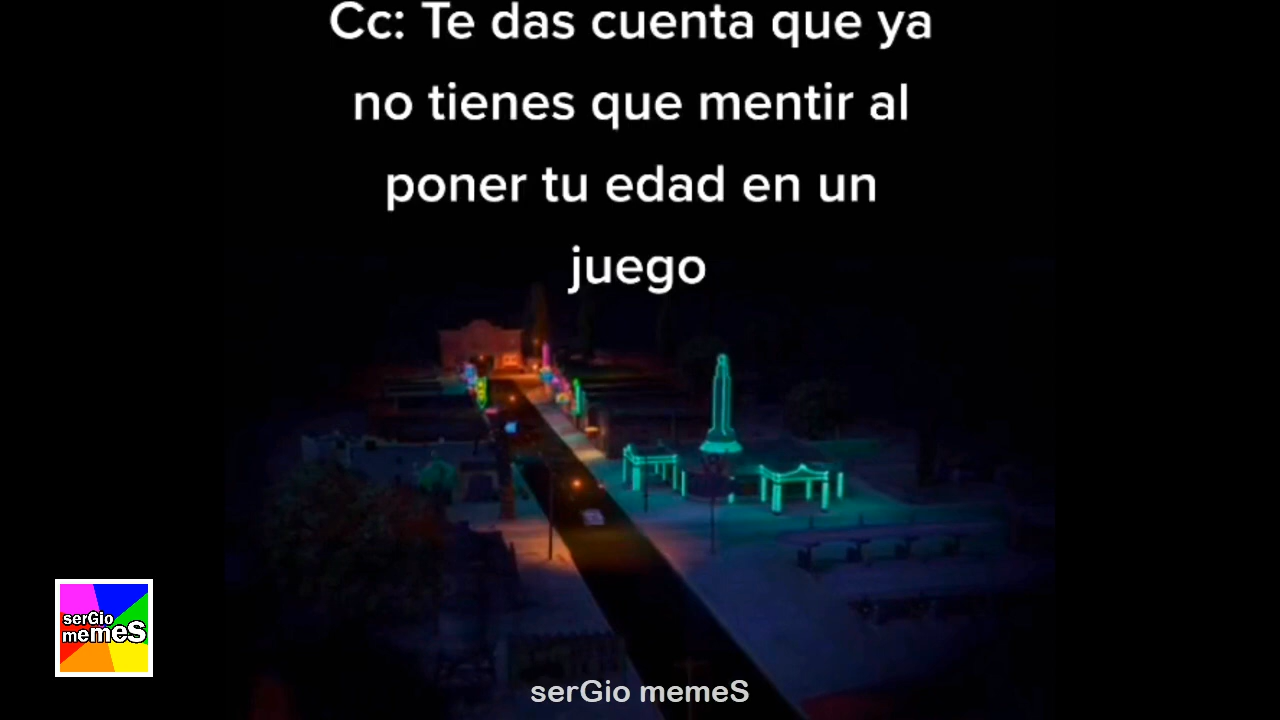 Cc: Te das cuenta que ya
no tienes que mentir al
poner tu edad en un
juego
serGio
memeS
serGio memeS